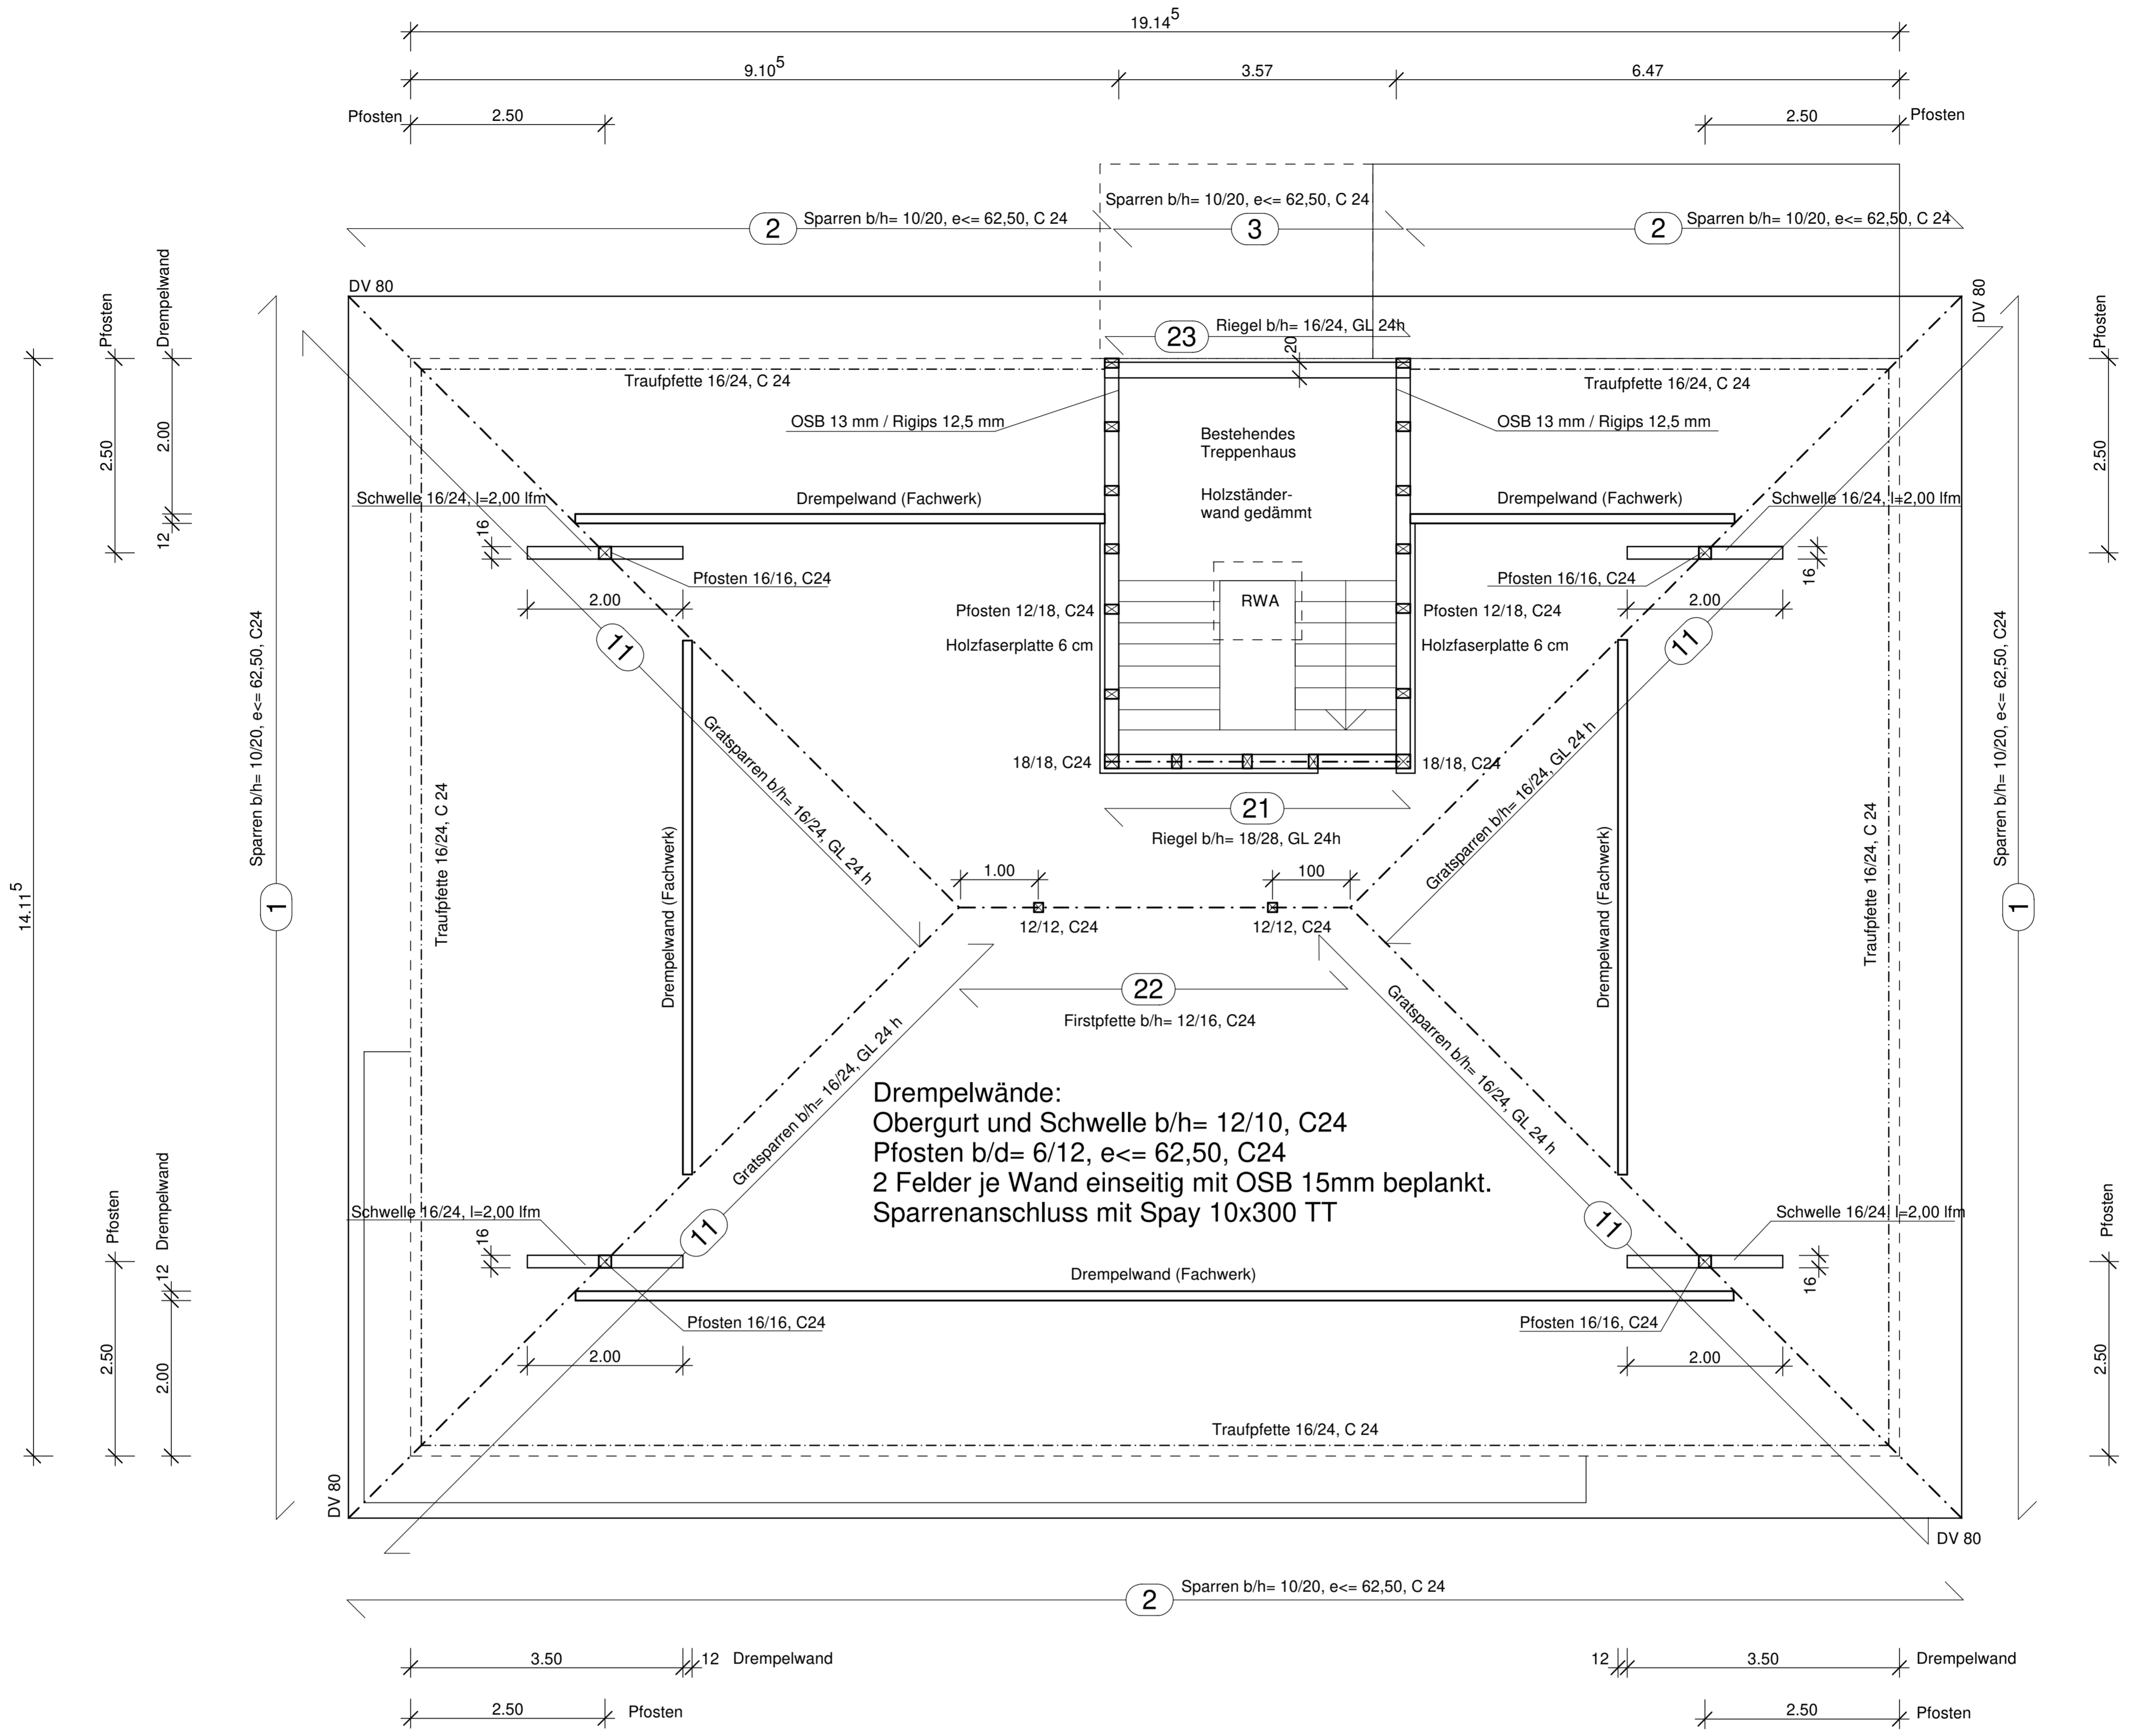 19.14⁵
9.10⁵ 3.57 6.47
Pfosten 2.50 2.50 Pfosten
Sparren b/h= 10/20, e<= 62,50, C 24
2 Sparren b/h= 10/20, e<= 62,50, C 24
3
2 Sparren b/h= 10/20, e<= 62,50, C 24
DV 80
DV 80
Pfosten
Drempelwand
Pfosten
23 Riegel b/h= 16/24, GL 24h
20
Traufpfette 16/24, C 24
Traufpfette 16/24, C 24
OSB 13 mm / Rigips 12,5 mm
OSB 13 mm / Rigips 12,5 mm
Bestehendes
Treppenhaus
Holzständer-
wand gedämmt
2.50
2.00
12
2.50
Schwelle 16/24, l=2,00 lfm
Drempelwand (Fachwerk)
Drempelwand (Fachwerk)
Schwelle 16/24, l=2,00 lfm
16
16
Pfosten 16/16, C24
Pfosten 16/16, C24
2.00
2.00
RWA
Pfosten 12/18, C24
Pfosten 12/18, C24
Holzfaserplatte 6 cm
Holzfaserplatte 6 cm
11
11
Sparren b/h= 10/20, e<= 62,50, C24
1
Sparren b/h= 10/20, e<= 62,50, C24
1
Gratsparren b/h= 16/24, GL 24 h
Gratsparren b/h= 16/24, GL 24 h
18/18, C24
18/18, C24
21
Riegel b/h= 18/28, GL 24h
Traufpfette 16/24, C 24
Drempelwand (Fachwerk)
Drempelwand (Fachwerk)
Traufpfette 16/24, C 24
14.11⁵
1.00
100
12/12, C24
12/12, C24
22
Firstpfette b/h= 12/16, C24
Gratsparren b/h= 16/24, GL 24 h
Gratsparren b/h= 16/24, GL 24 h
Drempelwände:
Obergurt und Schwelle b/h= 12/10, C24
Pfosten b/d= 6/12, e<= 62,50, C24
2 Felder je Wand einseitig mit OSB 15mm beplankt.
Sparrenanschluss mit Spay 10x300 TT
11
11
Pfosten
Drempelwand
Pfosten
Schwelle 16/24, l=2,00 lfm
Schwelle 16/24, l=2,00 lfm
16
16
12
Drempelwand (Fachwerk)
Pfosten 16/16, C24
Pfosten 16/16, C24
2.50
2.00
2.00
2.00
2.50
Traufpfette 16/24, C 24
DV 80
DV 80
2 Sparren b/h= 10/20, e<= 62,50, C 24
3.50 12 Drempelwand
12 3.50 Drempelwand
2.50 Pfosten
2.50 Pfosten